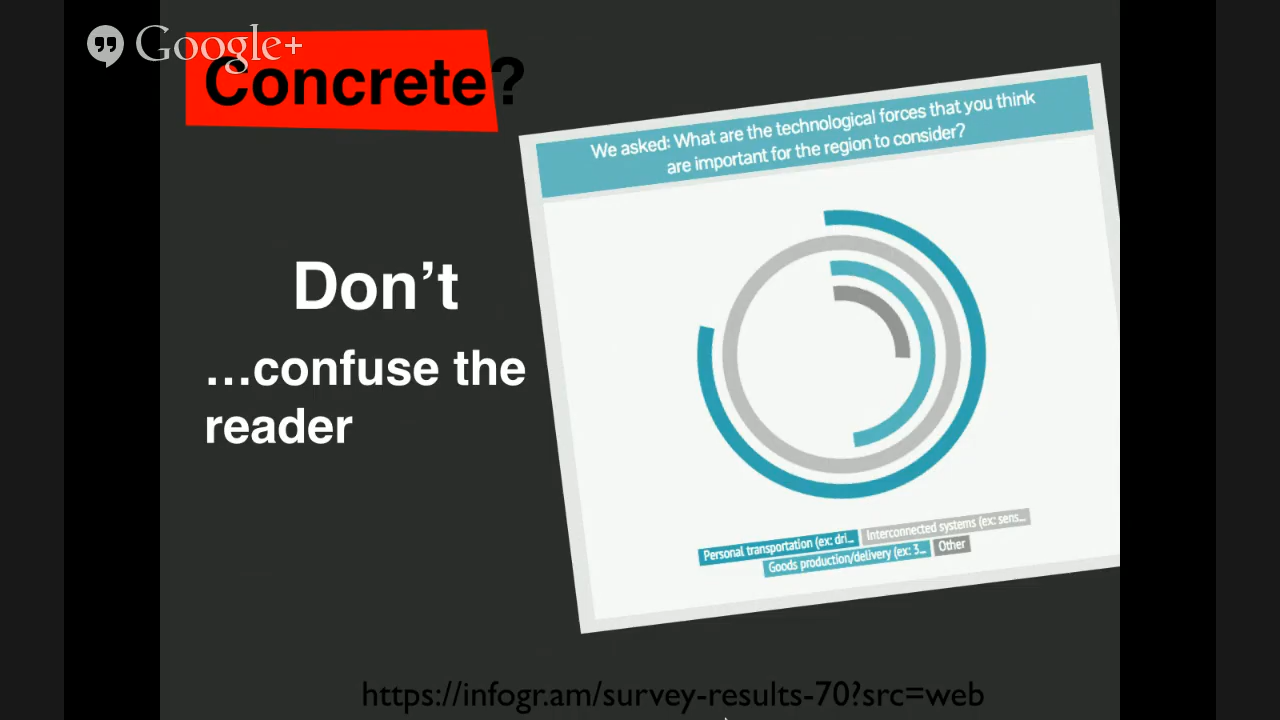 Google+
Concrete?
We asked: What are the technological forces that you think
are important for the region to consider?
Don’t
…confuse the
reader
Personal transportation (ex: dri...
Interconnected systems (ex: sens...
Goods production/delivery (ex: 3...
Other
https://infogr.am/survey-results-70?src=web